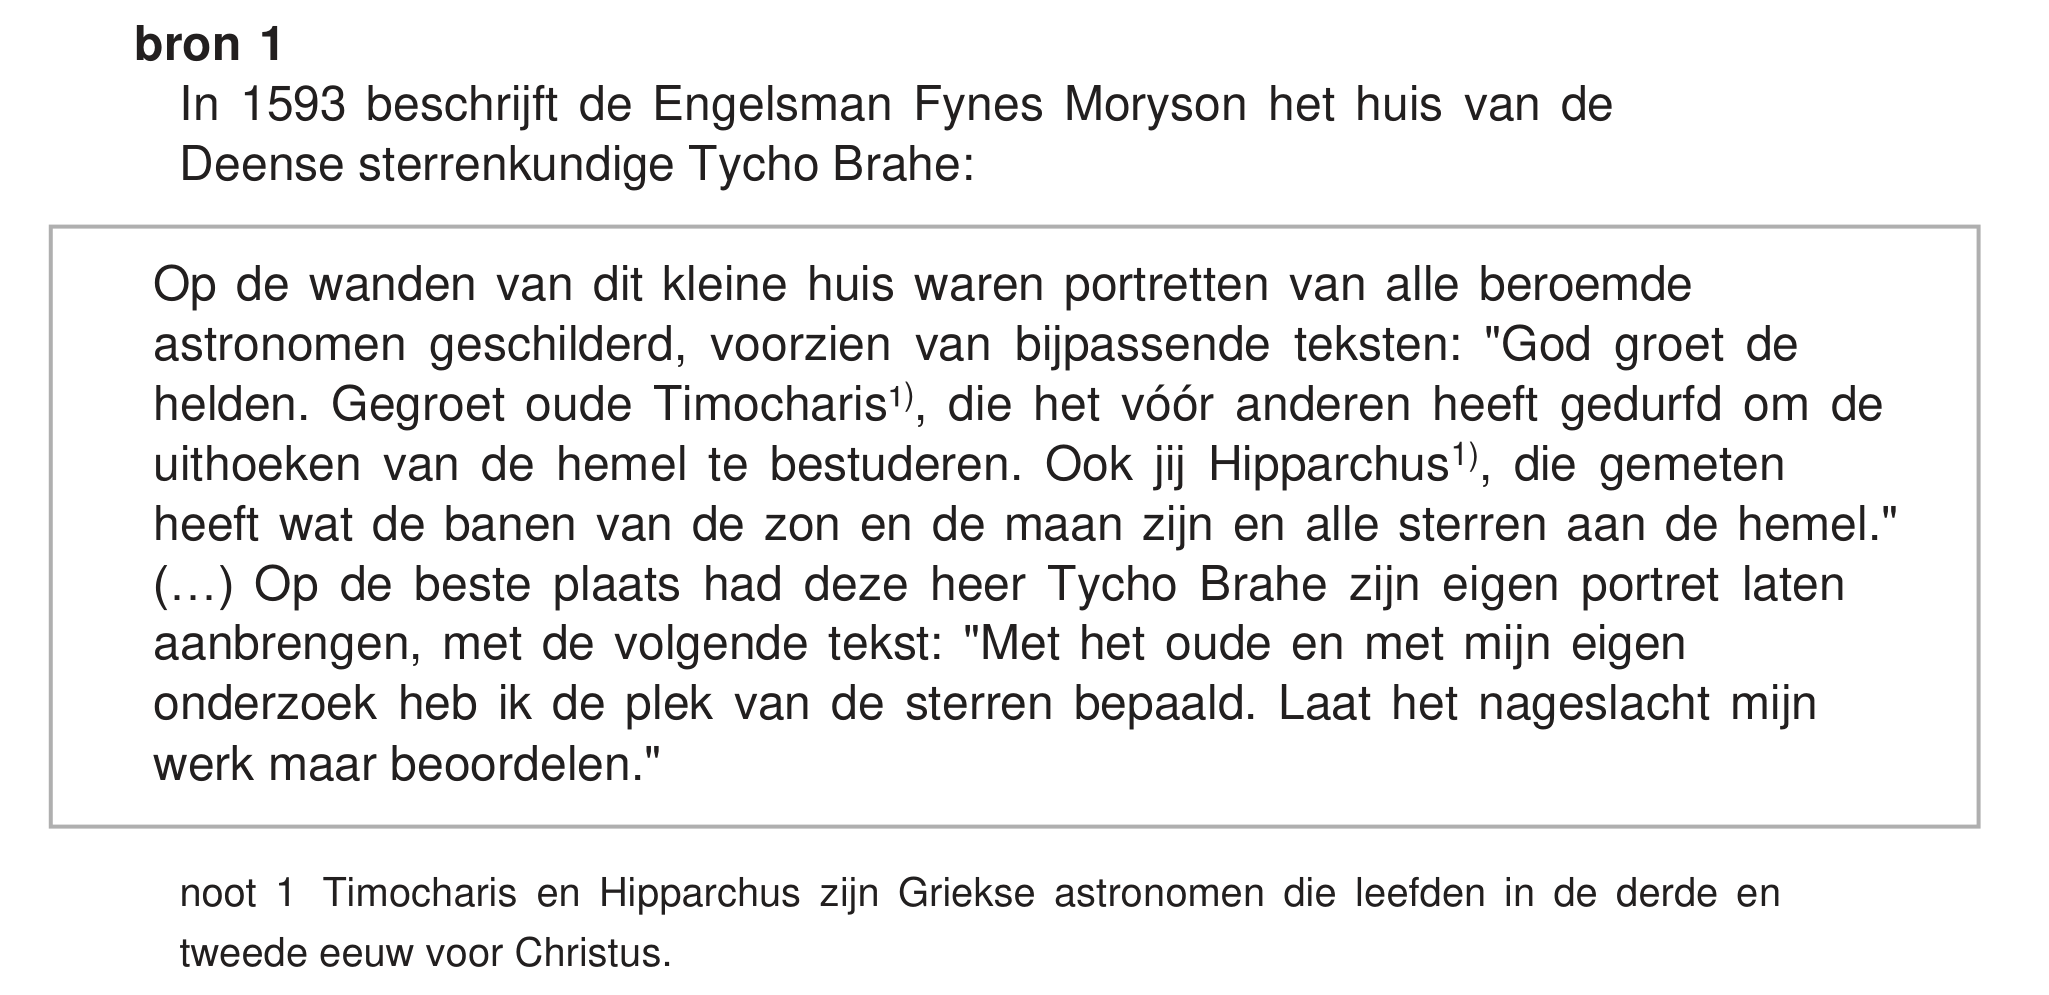 bron 1
In 1593 beschrijft de Engelsman Fynes Moryson het huis van de
Deense sterrenkundige Tycho Brahe:
Op de wanden van dit kleine huis waren portretten van alle beroemde
astronomen geschilderd, voorzien van bijpassende teksten: "God groet de
helden. Gegroet oude Timocharis¹⁾, die het vóór anderen heeft gedurfd om de
uithoeken van de hemel te bestuderen. Ook jij Hipparchus¹⁾, die gemeten
heeft wat de banen van de zon en de maan zijn en alle sterren aan de hemel."
(…) Op de beste plaats had deze heer Tycho Brahe zijn eigen portret laten
aanbrengen, met de volgende tekst: "Met het oude en met mijn eigen
onderzoek heb ik de plek van de sterren bepaald. Laat het nageslacht mijn
werk maar beoordelen."
noot 1 Timocharis en Hipparchus zijn Griekse astronomen die leefden in de derde en
tweede eeuw voor Christus.